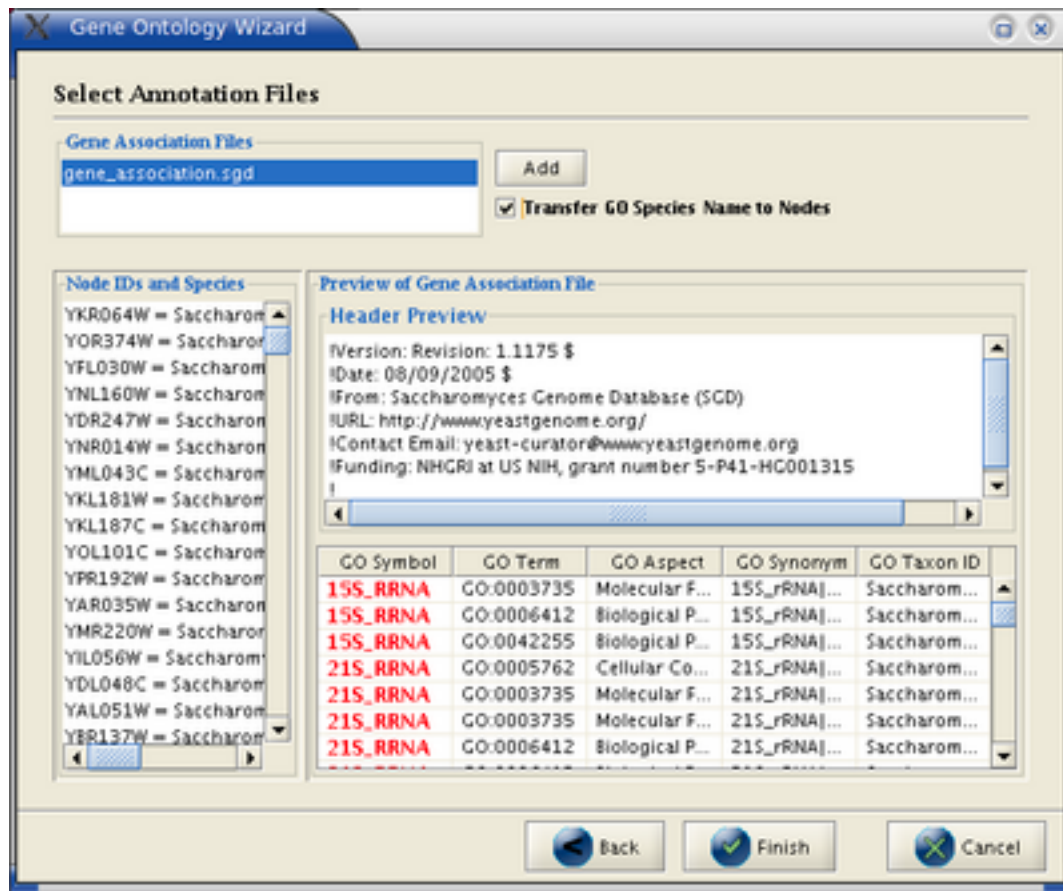 Gene Ontology Wizard
Select Annotation Files
Gene Association Files
gene_association.sgd
Add
Transfer GO Species Name to Nodes
Node IDs and Species
YKR064W = Saccharom
YOR374W = Saccharor
YFL030W = Saccharom
YNL160W = Saccharom
YDR247W = Saccharom
YNR014W = Saccharom
YML043C = Saccharom
YKL181W = Saccharom
YKL187C = Saccharom
YOL101C = Saccharom
YPR192W = Saccharom
YAR035W = Saccharon
YMR220W = Saccharor
YIL056W = Saccharom
YDL048C = Saccharom
YAL051W = Saccharom
YBR137W = Saccharom
Preview of Gene Association File
Header Preview
!Version: Revision: 1.1175 $
!Date: 08/09/2005 $
!From: Saccharomyces Genome Database (SGD)
!URL: http://www.yeastgenome.org/
!Contact Email: yeast-curator@www.yeastgenome.org
!Funding: NHGRI at US NIH, grant number 5-P41-HG001315
!
GO Symbol GO Term GO Aspect GO Synonym GO Taxon ID
15S_RRNA GO:0003735 Molecular F... 15S_rRNA|... Saccharom...
15S_RRNA GO:0006412 Biological P... 15S_rRNA|... Saccharom...
15S_RRNA GO:0042255 Biological P... 15S_rRNA|... Saccharom...
21S_RRNA GO:0005762 Cellular Co... 21S_rRNA|... Saccharom...
21S_RRNA GO:0003735 Molecular F... 21S_rRNA|... Saccharom...
21S_RRNA GO:0003735 Molecular F... 21S_rRNA|... Saccharom...
21S_RRNA GO:0006412 Biological P... 21S_rRNA|... Saccharom...
Back
Finish
Cancel